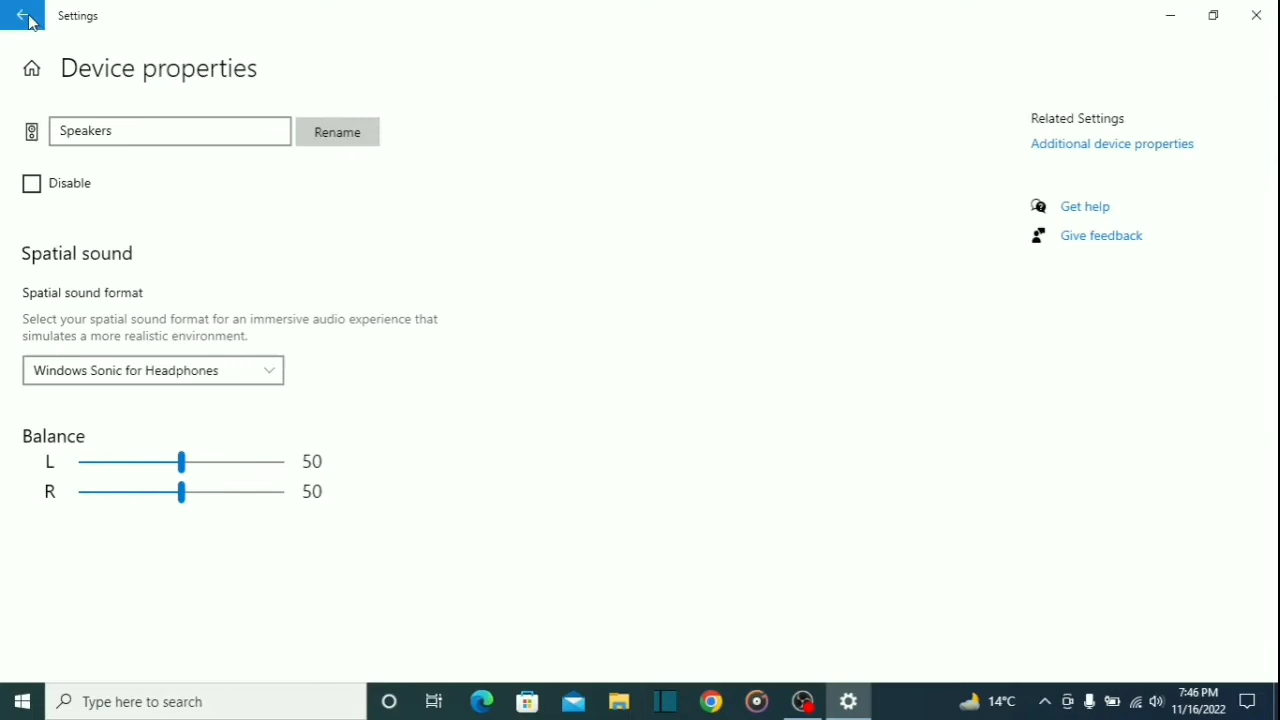 Settings
Device properties
Speakers
Rename
Disable
Spatial sound
Spatial sound format
Select your spatial sound format for an immersive audio experience that
simulates a more realistic environment.
Windows Sonic for Headphones
Balance
L 50
R 50
Related Settings
Additional device properties
Get help
Give feedback
Type here to search
14°C
7:46 PM
11/16/2022